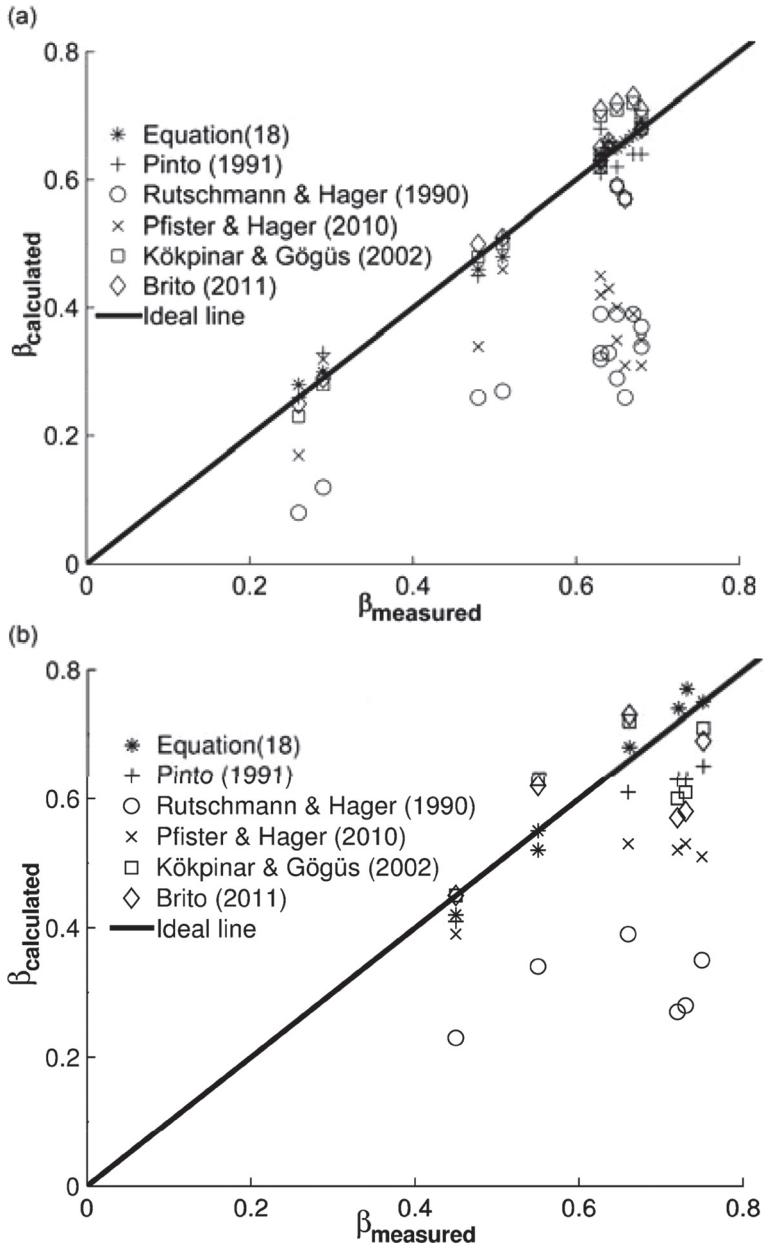 (a)
0.8
Equation(18)
Pinto (1991)
Rutschmann & Hager (1990)
Pfister & Hager (2010)
Kökpinar & Gögüs (2002)
Brito (2011)
Ideal line
0.6
0.4
0.2
0
βcalculated
0 0.2 0.4 0.6 0.8
βmeasured
(b)
0.8
Equation(18)
Pinto (1991)
Rutschmann & Hager (1990)
Pfister & Hager (2010)
Kökpinar & Gögüs (2002)
Brito (2011)
Ideal line
0.6
0.4
0.2
0
βcalculated
0 0.2 0.4 0.6 0.8
βmeasured